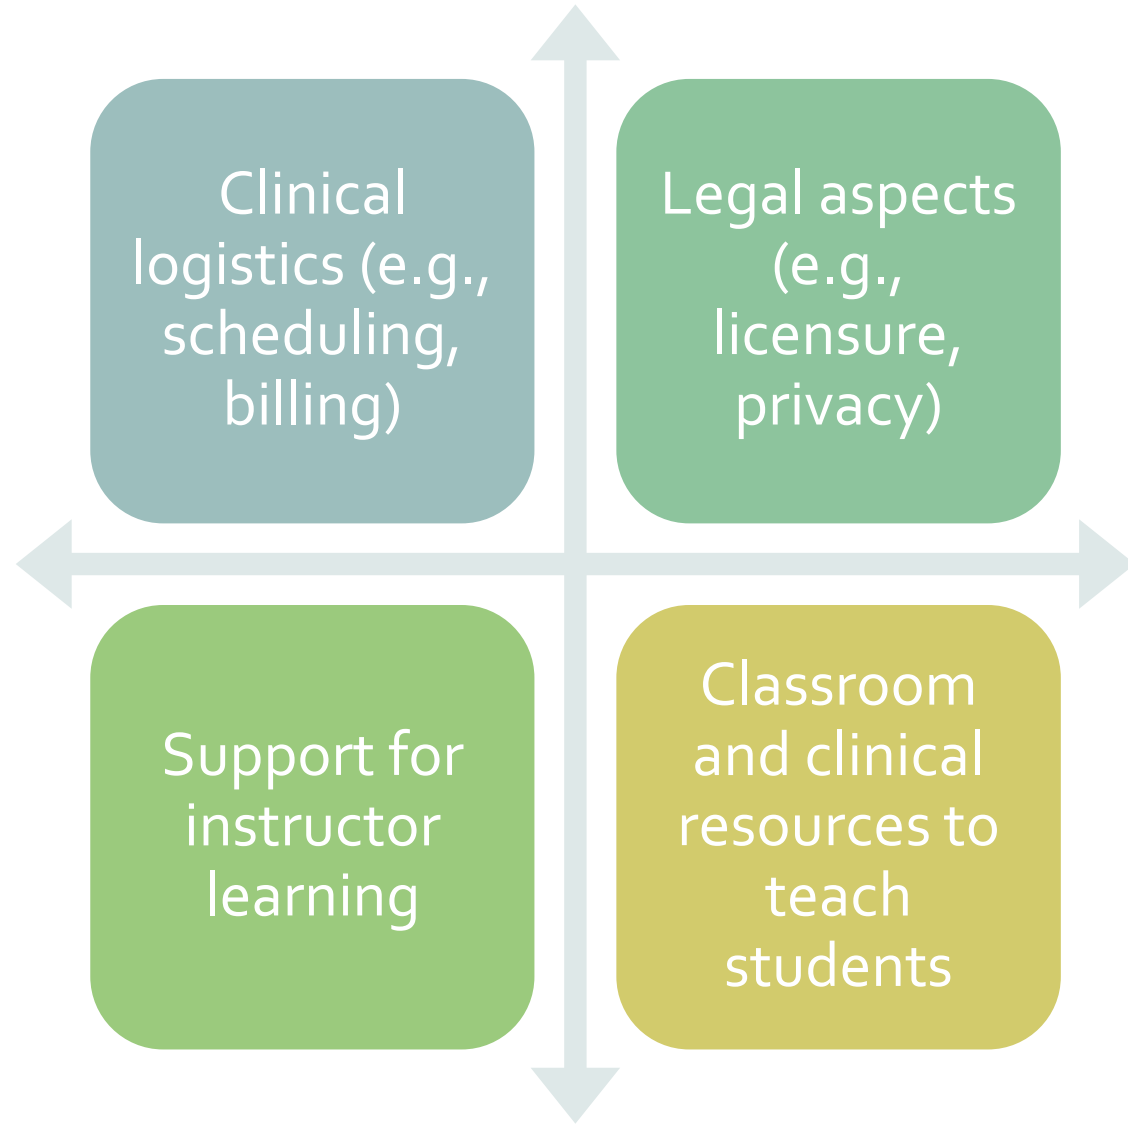 Clinical
logistics (e.g.,
scheduling,
billing)
Legal aspects
(e.g.,
licensure,
privacy)
Support for
instructor
learning
Classroom
and clinical
resources to
teach
students